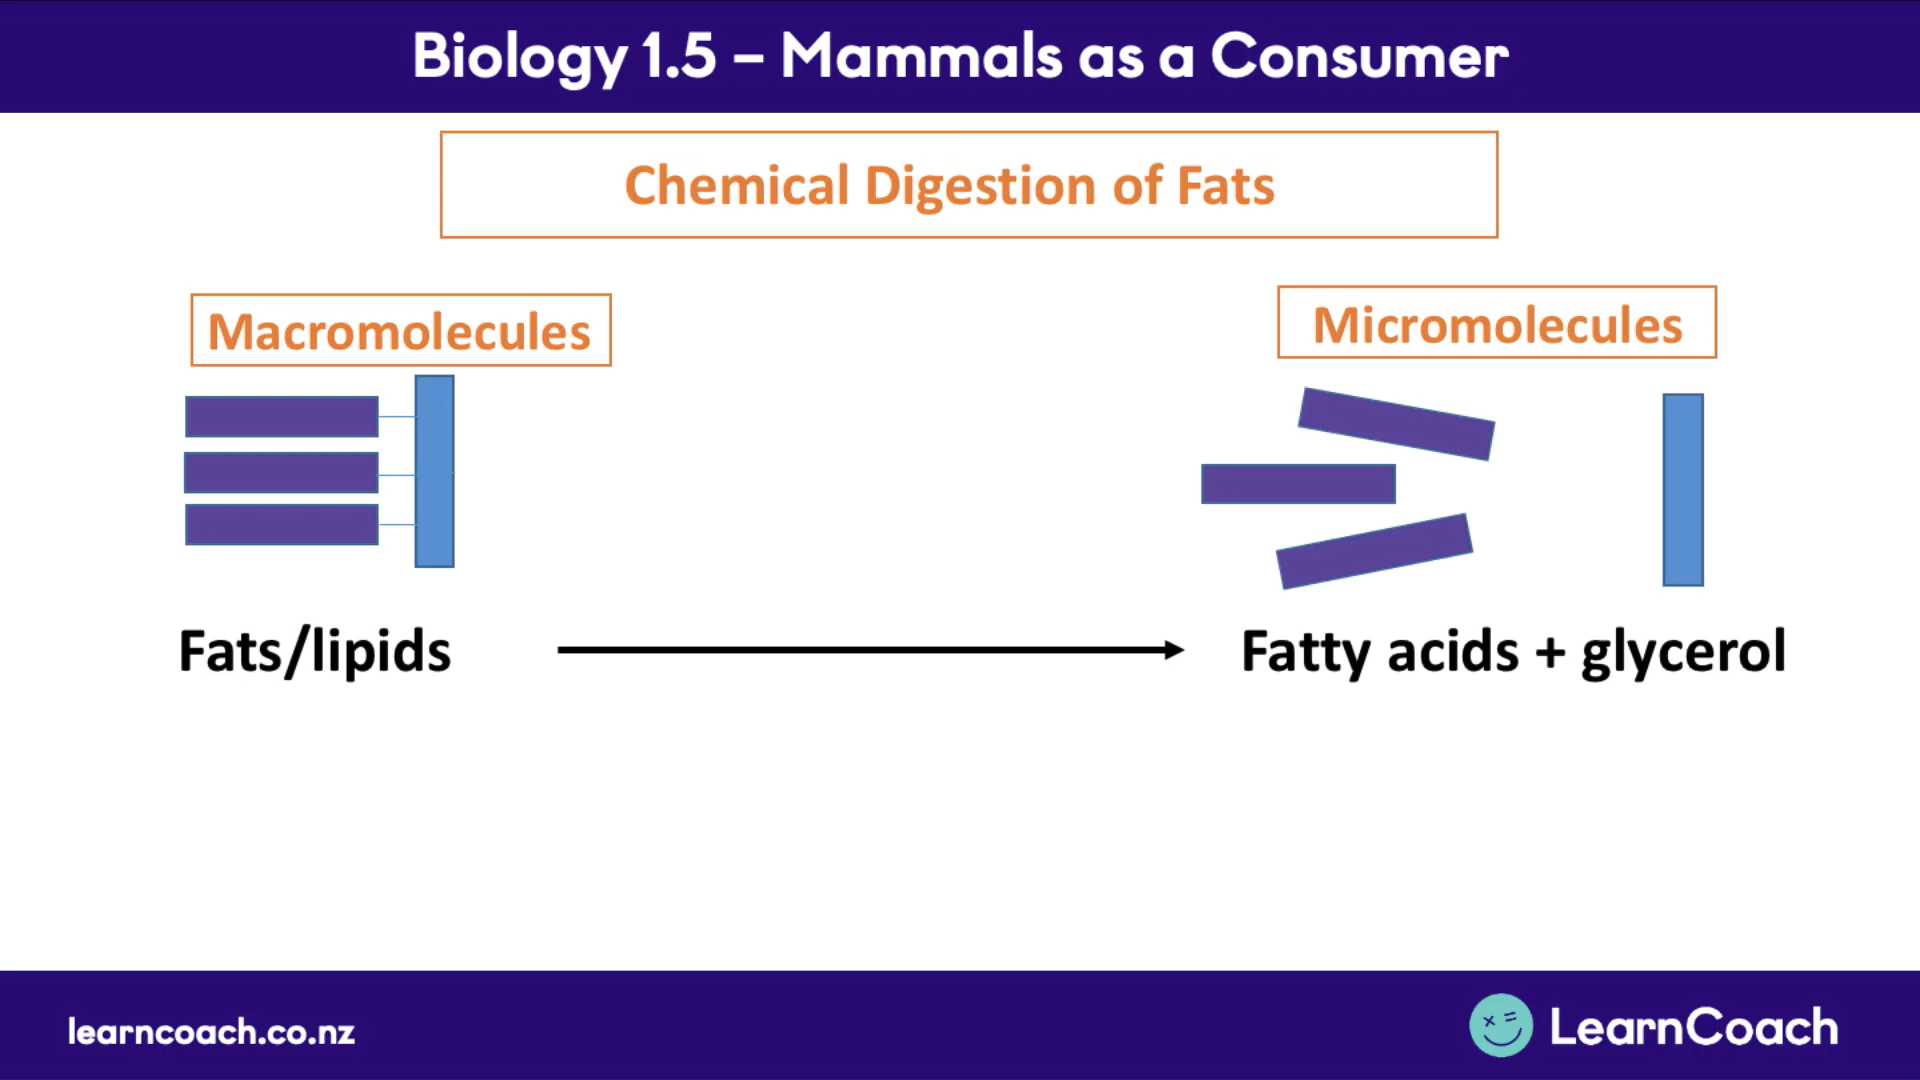 Biology 1.5 – Mammals as a Consumer
Chemical Digestion of Fats
Macromolecules
Micromolecules
Fats/lipids
Fatty acids + glycerol
learncoach.co.nz
LearnCoach